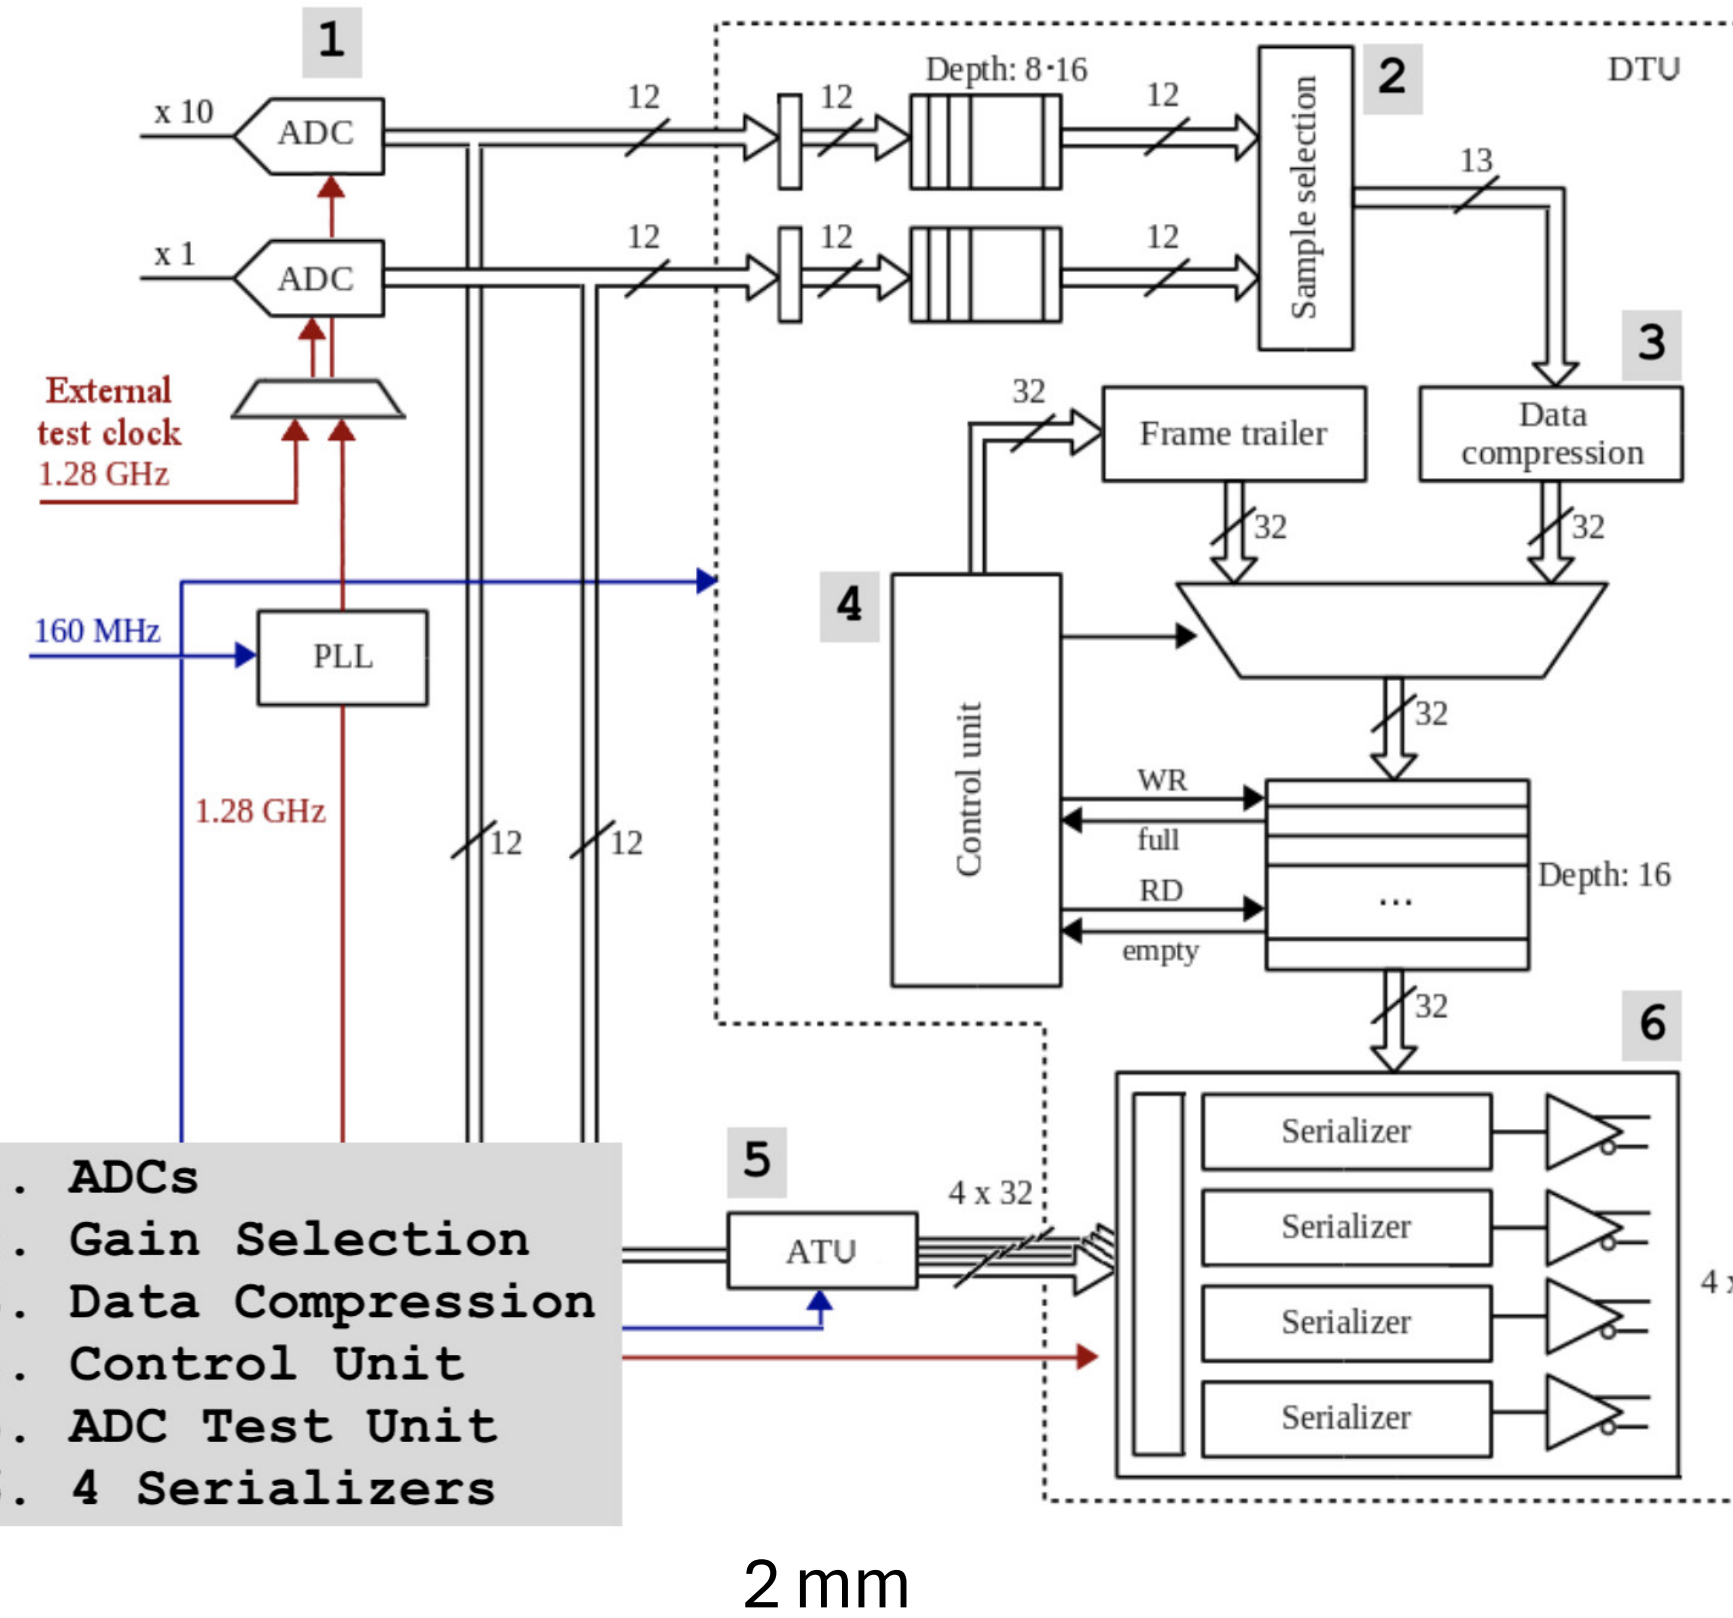 1
x 10
ADC
12
12
Depth: 8·16
12
Sample selection
2
DTU
13
x 1
ADC
12
12
12
External
test clock
1.28 GHz
3
32
Frame trailer
Data
compression
32
32
4
160 MHz
PLL
Control unit
32
1.28 GHz
12
12
WR
full
RD
empty
...
Depth: 16
32
6
5
4 x 32
ATU
Serializer
Serializer
Serializer
Serializer
4 x
. ADCs
. Gain Selection
. Data Compression
. Control Unit
. ADC Test Unit
. 4 Serializers
2 mm